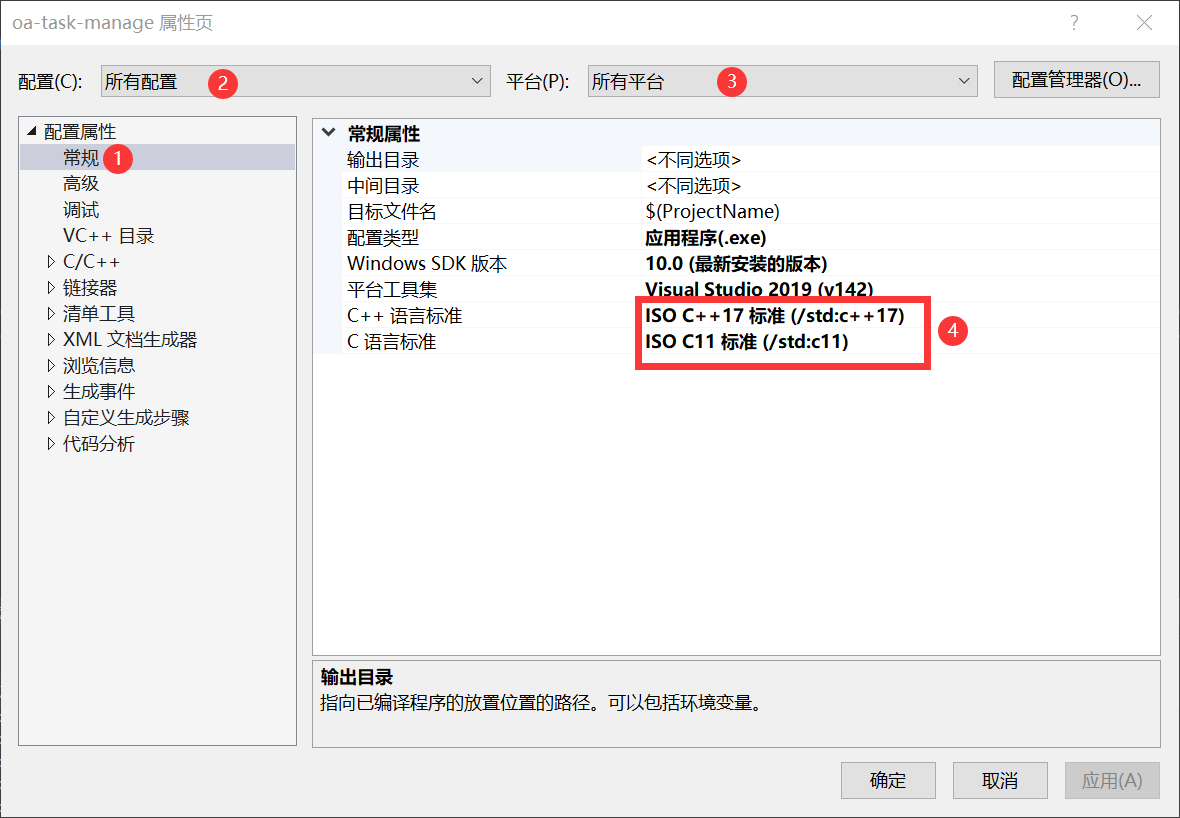 oa-task-manage 属性页
配置(C): 所有配置 2 平台(P): 所有平台 3 配置管理器(O)...
配置属性
常规 1
高级
调试
VC++ 目录
C/C++
链接器
清单工具
XML 文档生成器
浏览信息
生成事件
自定义生成步骤
代码分析
常规属性
输出目录 <不同选项>
中间目录 <不同选项>
目标文件名 $(ProjectName)
配置类型 应用程序(.exe)
Windows SDK 版本 10.0 (最新安装的版本)
平台工具集 Visual Studio 2019 (v142)
C++ 语言标准 ISO C++17 标准 (/std:c++17)
C 语言标准 ISO C11 标准 (/std:c11)
4
输出目录
指向已编译程序的放置位置的路径。可以包括环境变量。
确定 取消 应用(A)